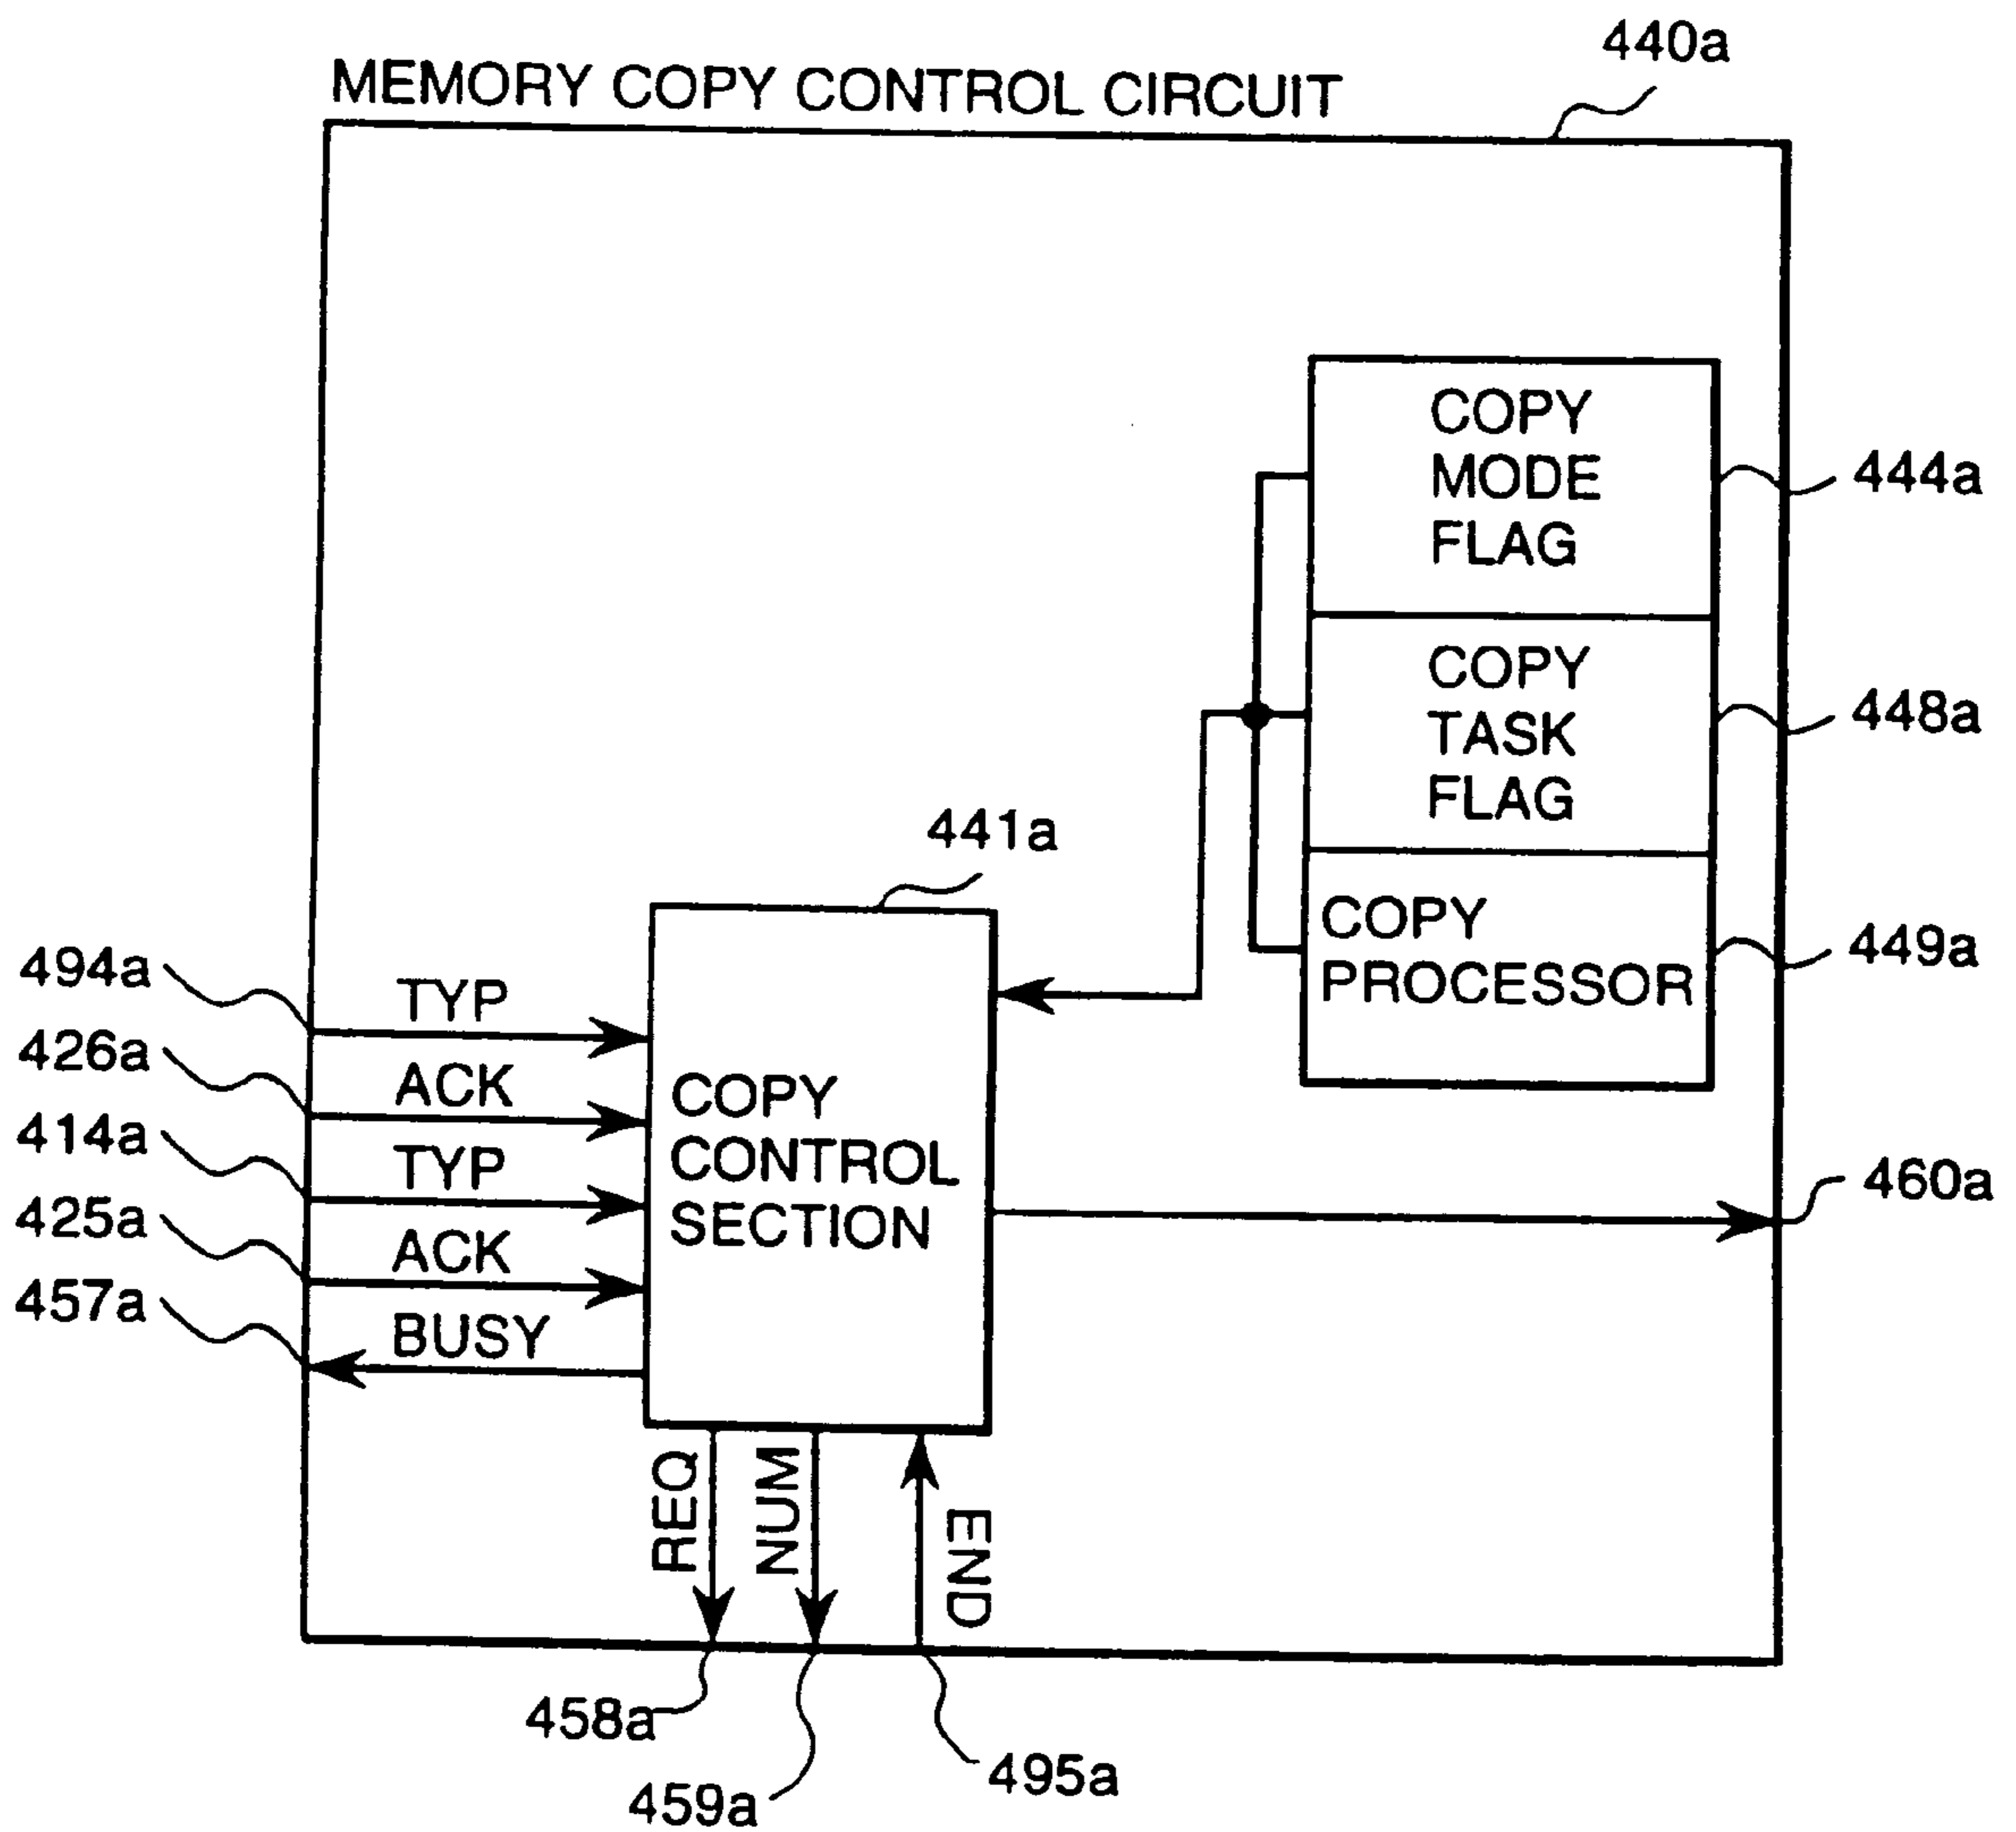 440a
MEMORY COPY CONTROL CIRCUIT
COPY
MODE
FLAG
444a
COPY
TASK
FLAG
448a
441a
COPY
PROCESSOR
449a
494a
TYP
426a
ACK
414a
TYP
425a
ACK
457a
BUSY
COPY
CONTROL
SECTION
460a
REQ
NUM
END
458a
459a
495a